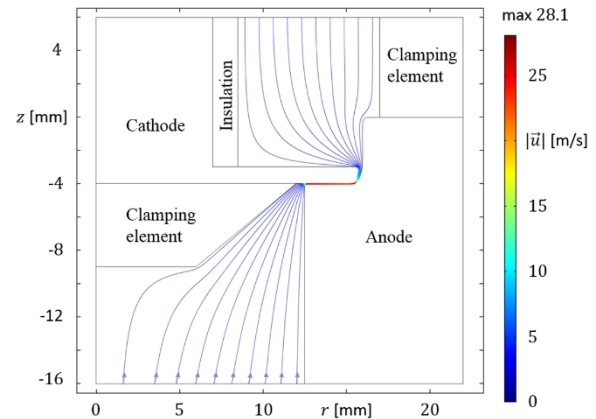 max 28.1
4
0
-4
-8
-12
-16
z [mm]
Cathode
Insulation
Clamping
element
Clamping
element
Anode
0
5
10
r [mm]
20
25
20
15
10
5
0
|u⃗| [m/s]